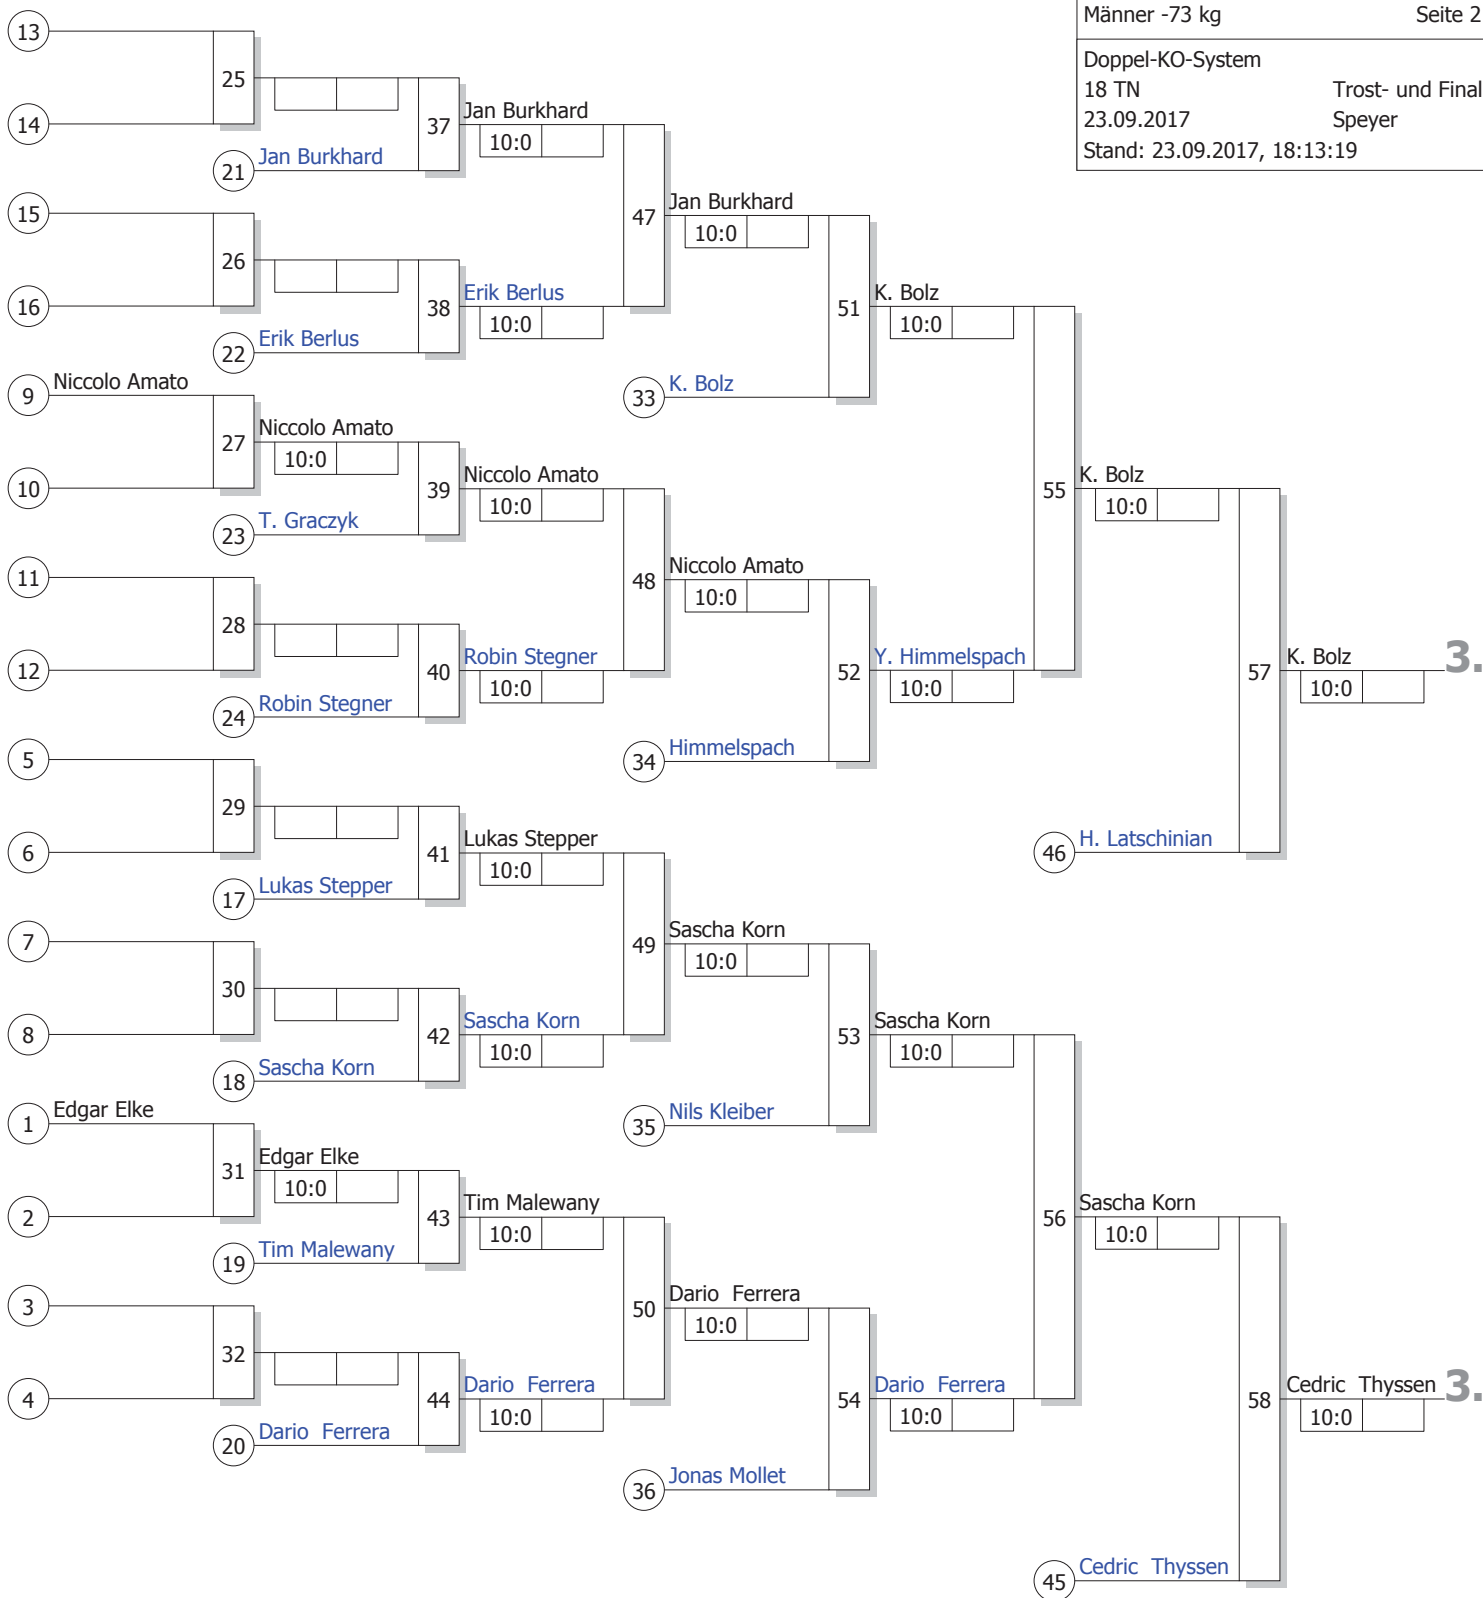 Männer -73 kg Seite 2
Doppel-KO-System
18 TN Trost- und Final
23.09.2017 Speyer
Stand: 23.09.2017, 18:13:19
13
25
14
37
Jan Burkhard
10:0
21 Jan Burkhard
15
47
Jan Burkhard
10:0
26
16
38
Erik Berlus
10:0
22 Erik Berlus
51
K. Bolz
10:0
9 Niccolo Amato
33 K. Bolz
27
Niccolo Amato
10:0
10
39
Niccolo Amato
10:0
23 T. Graczyk
55
K. Bolz
10:0
11
48
Niccolo Amato
10:0
28
12
40
Robin Stegner
10:0
24 Robin Stegner
52
Y. Himmelspach
10:0
57
K. Bolz 3.
10:0
5
34 Himmelspach
29
6
41
Lukas Stepper
10:0
46 H. Latschinian
17 Lukas Stepper
7
49
Sascha Korn
10:0
30
8
42
Sascha Korn
10:0
18 Sascha Korn
53
Sascha Korn
10:0
1 Edgar Elke
35 Nils Kleiber
31
Edgar Elke
10:0
2
43
Tim Malewany
10:0
19 Tim Malewany
56
Sascha Korn
10:0
3
50
Dario Ferrera
10:0
32
4
44
Dario Ferrera
10:0
20 Dario Ferrera
54
Dario Ferrera
10:0
58
Cedric Thyssen 3.
10:0
36 Jonas Mollet
45 Cedric Thyssen